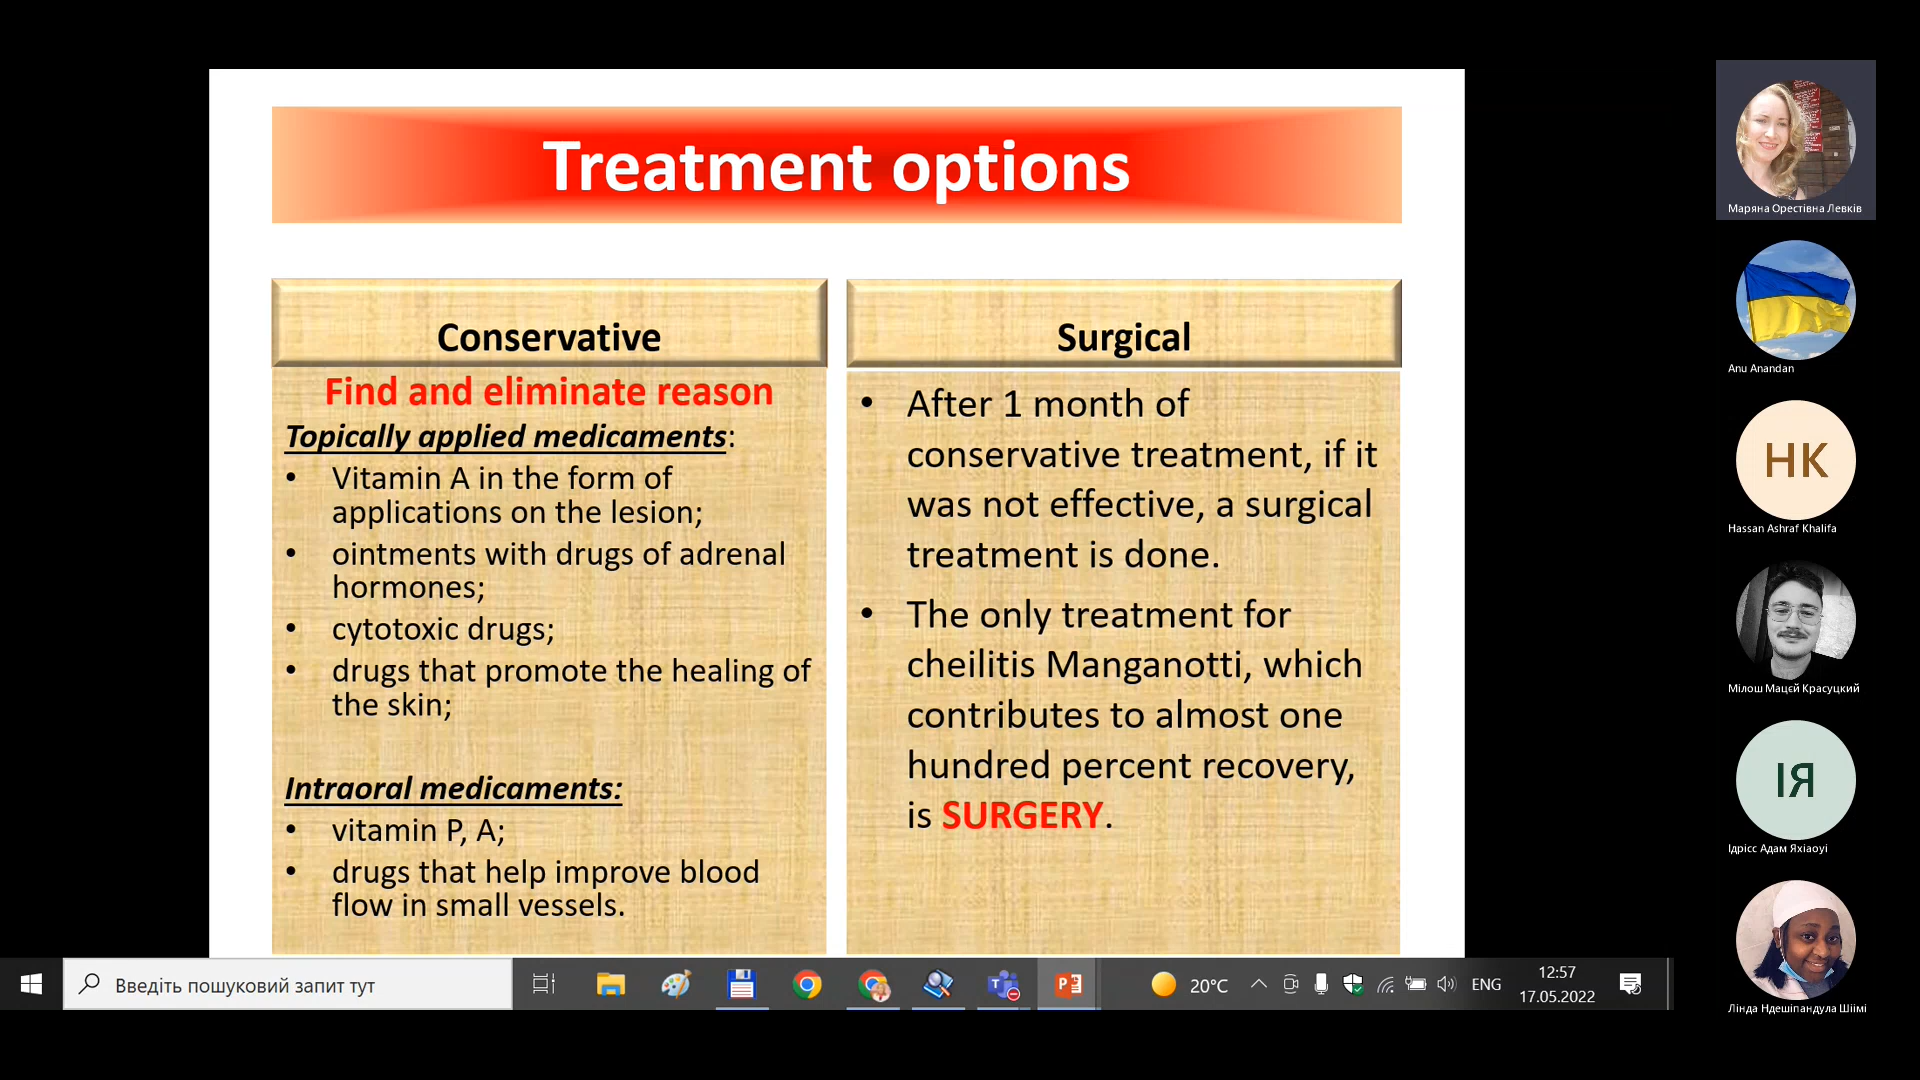 Treatment options
Conservative
Find and eliminate reason
Topically applied medicaments:
• Vitamin A in the form of
applications on the lesion;
• ointments with drugs of adrenal
hormones;
• cytotoxic drugs;
• drugs that promote the healing of
the skin;
Intraoral medicaments:
• vitamin P, A;
• drugs that help improve blood
flow in small vessels.
Surgical
• After 1 month of
conservative treatment, if it
was not effective, a surgical
treatment is done.
• The only treatment for
cheilitis Manganotti, which
contributes to almost one
hundred percent recovery,
is SURGERY.
Маряна Орестівна Левків
Anu Anandan
НК
Hassan Ashraf Khalifa
Мілош Мацєй Красуцкий
ІЯ
Ідрісс Адам Яхіаоуі
Лінда Ндешіпандула Шіімі
Введіть пошуковий запит тут
20°C
ENG
12:57
17.05.2022